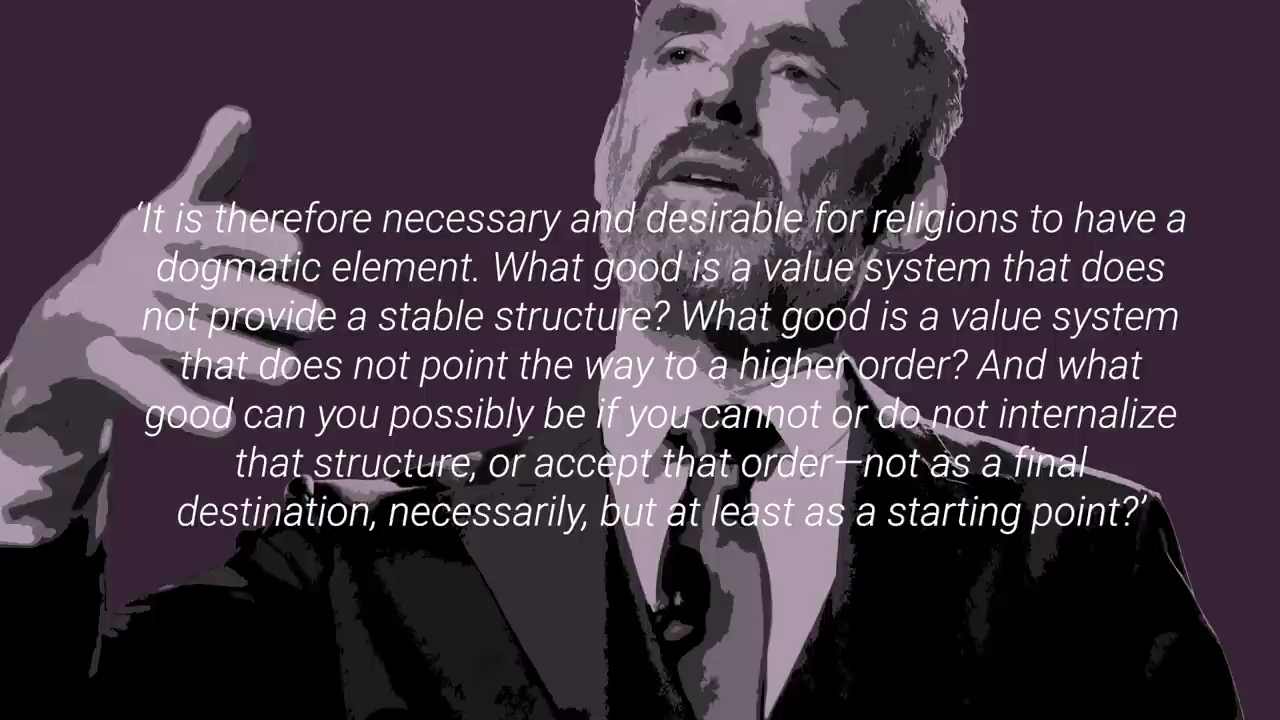 ‘It is therefore necessary and desirable for religions to have a
dogmatic element. What good is a value system that does
not provide a stable structure? What good is a value system
that does not point the way to a higher order? And what
good can you possibly be if you cannot or do not internalize
that structure, or accept that order—not as a final
destination, necessarily, but at least as a starting point?’